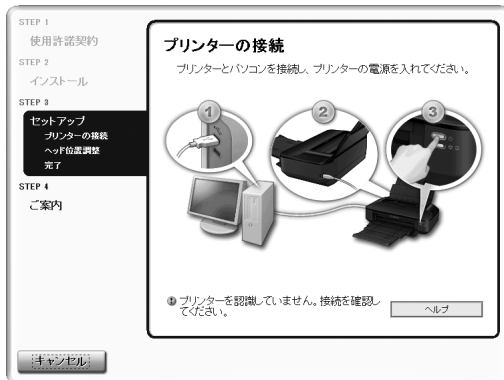 STEP 1
使用許諾契約
STEP 2
インストール
STEP 3
セットアップ
プリンターの接続
ヘッド位置調整
完了
STEP 4
ご案内
プリンターの接続
プリンターとパソコンを接続し、プリンターの電源を入れてください。
1
2
3
プリンターを認識していません。接続を確認し
てください。
ヘルプ
キャンセル